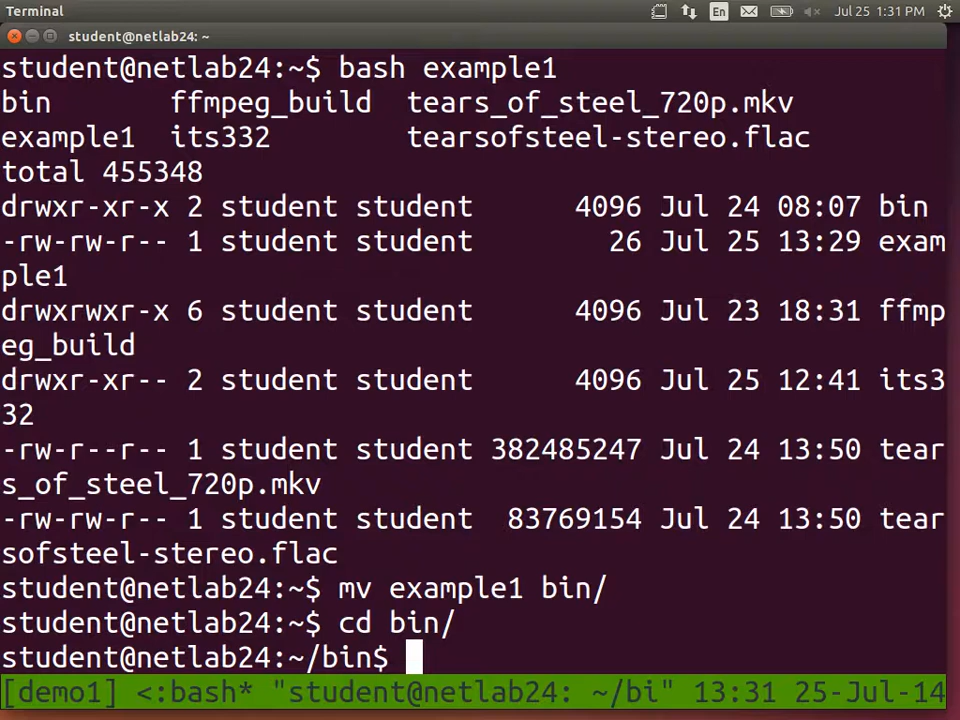 Terminal
En
Jul 25 1:31 PM
student@netlab24: ~
student@netlab24:~$ bash example1
bin       ffmpeg_build  tears_of_steel_720p.mkv
example1  its332        tearsofsteel-stereo.flac
total 455348
drwxr-xr-x 2 student student      4096 Jul 24 08:07 bin
-rw-rw-r-- 1 student student        26 Jul 25 13:29 exam
ple1
drwxrwxr-x 6 student student      4096 Jul 23 18:31 ffmp
eg_build
drwxr-xr-- 2 student student      4096 Jul 25 12:41 its3
32
-rw-r--r-- 1 student student 382485247 Jul 24 13:50 tear
s_of_steel_720p.mkv
-rw-rw-r-- 1 student student  83769154 Jul 24 13:50 tear
sofsteel-stereo.flac
student@netlab24:~$ mv example1 bin/
student@netlab24:~$ cd bin/
student@netlab24:~/bin$
[demo1] <:bash* "student@netlab24: ~/bi" 13:31 25-Jul-14